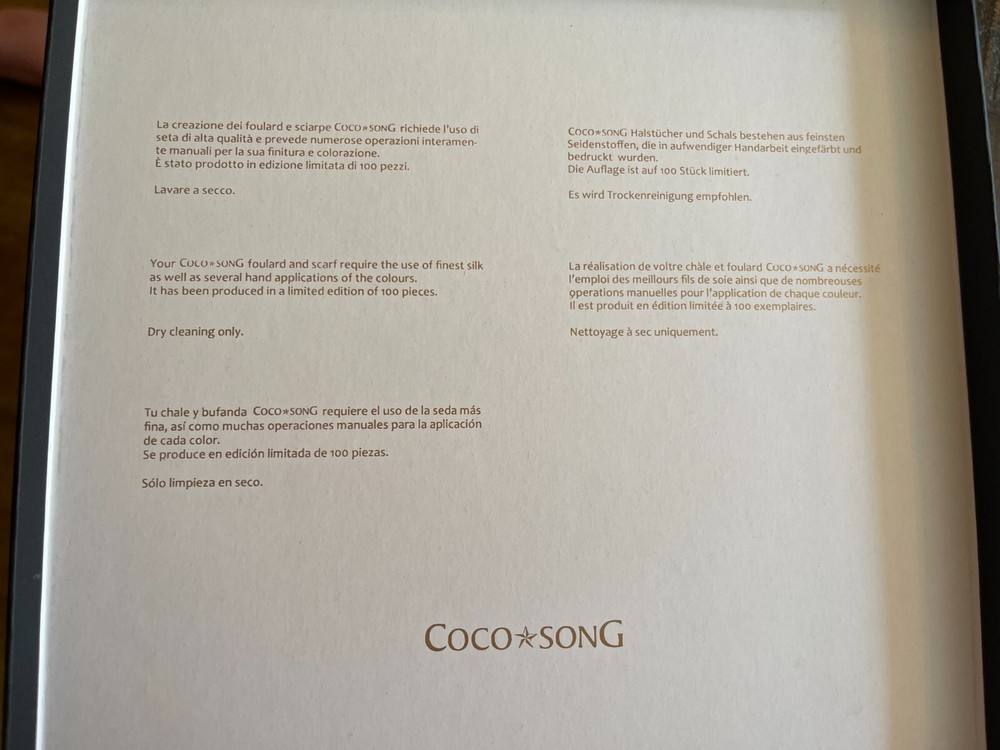 La creazione dei foulard e sciarpe COCO★SONG richiede l'uso di
seta di alta qualità e prevede numerose operazioni interamen-
te manuali per la sua finitura e colorazione.
È stato prodotto in edizione limitata di 100 pezzi.
Lavare a secco.
COCO★SONG Halstücher und Schals bestehen aus feinsten
Seidenstoffen, die in aufwendiger Handarbeit eingefärbt und
bedruckt wurden.
Die Auflage ist auf 100 Stück limitiert.
Es wird Trockenreinigung empfohlen.
Your COCO★SONG foulard and scarf require the use of finest silk
as well as several hand applications of the colours.
It has been produced in a limited edition of 100 pieces.
Dry cleaning only.
La réalisation de voltre chàle et foulard COCO★SONG a nécessité
l'emploi des meillours fils de soie ainsi que de nombreouses
operations manuelles pour l'application de chaque couleur.
Il est produit en édition limitée à 100 exemplaires.
Nettoyage à sec uniquement.
Tu chale y bufanda COCO★SONG requiere el uso de la seda más
fina, así como muchas operaciones manuales para la aplicación
de cada color.
Se produce en edición limitada de 100 piezas.
Sólo limpieza en seco.
COCO★SONG